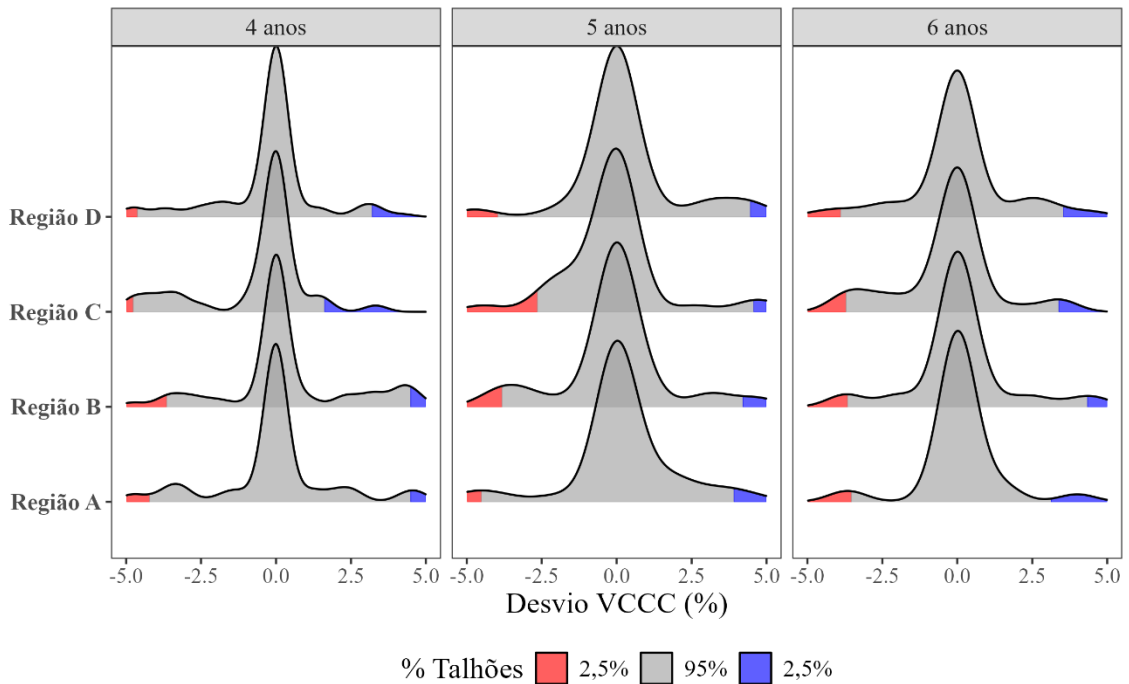 4 anos 5 anos 6 anos
Região D
Região C
Região B
Região A
-5.0 -2.5 0.0 2.5 5.0 -5.0 -2.5 0.0 2.5 5.0 -5.0 -2.5 0.0 2.5 5.0
Desvio VCCC (%)
% Talhões 2,5% 95% 2,5%